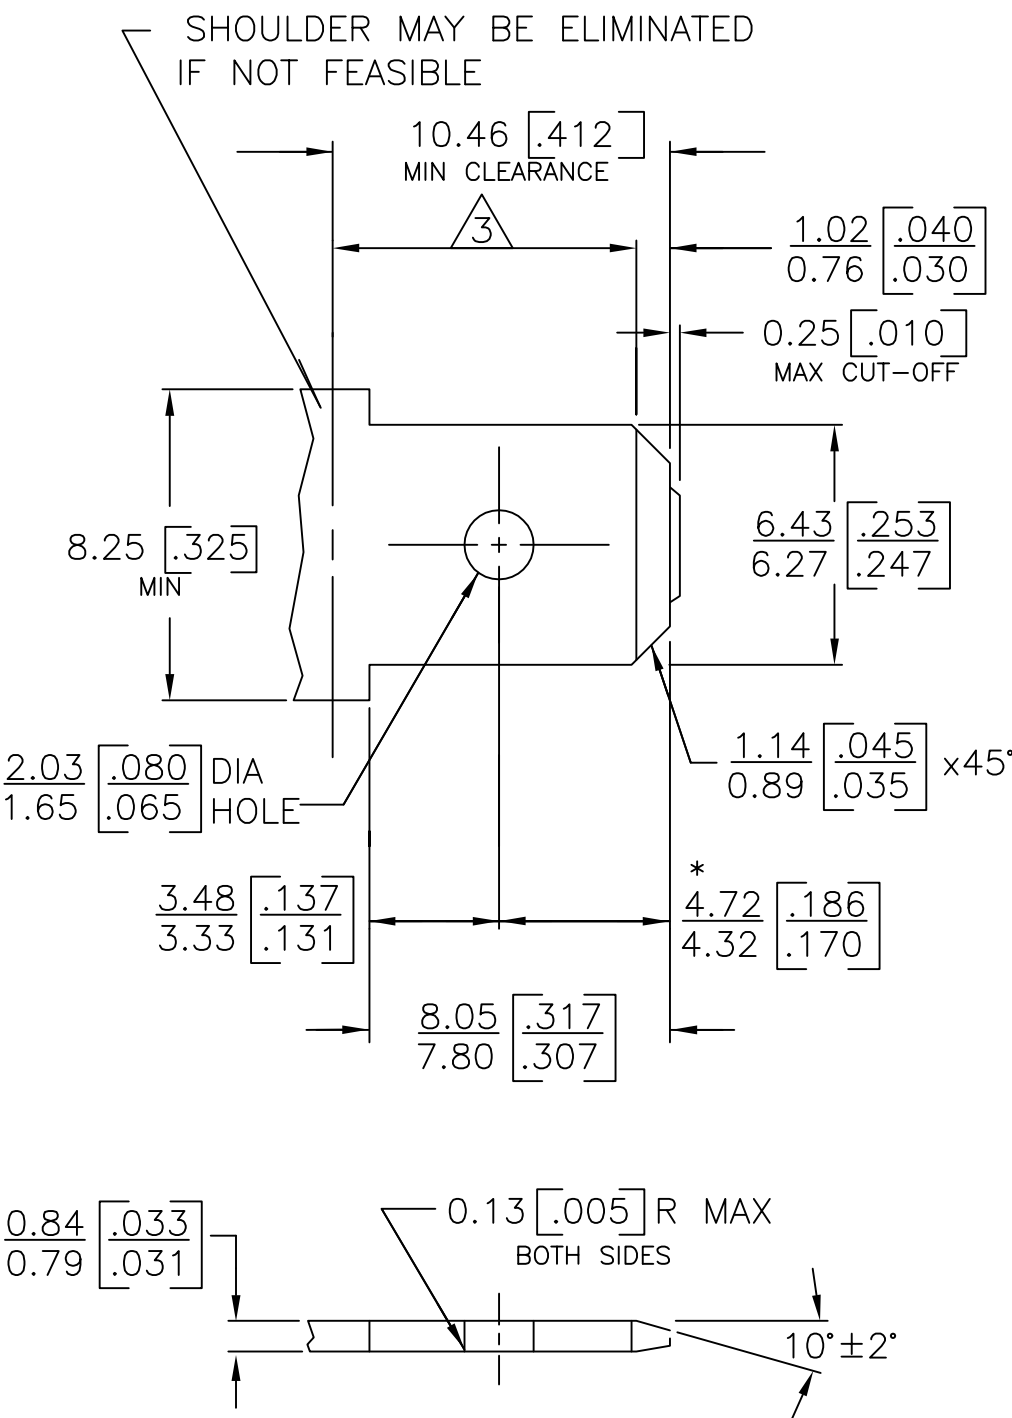 SHOULDER MAY BE ELIMINATED
IF NOT FEASIBLE
10.46 [.412]
MIN CLEARANCE
3
1.02 [.040]
0.76 [.030]
0.25 [.010]
MAX CUT-OFF
8.25 [.325]
MIN
6.43 [.253]
6.27 [.247]
2.03 [.080] DIA
1.65 [.065] HOLE
1.14 [.045] x45°
0.89 [.035]
3.48 [.137]
3.33 [.131]
*
4.72 [.186]
4.32 [.170]
8.05 [.317]
7.80 [.307]
0.84 [.033]
0.79 [.031]
0.13 [.005] R MAX
BOTH SIDES
10°±2°